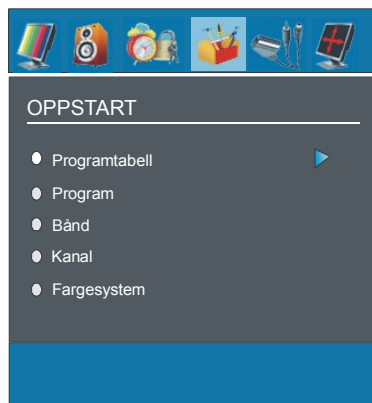 OPPSTART
Programtabell
Program
Bånd
Kanal
Fargesystem